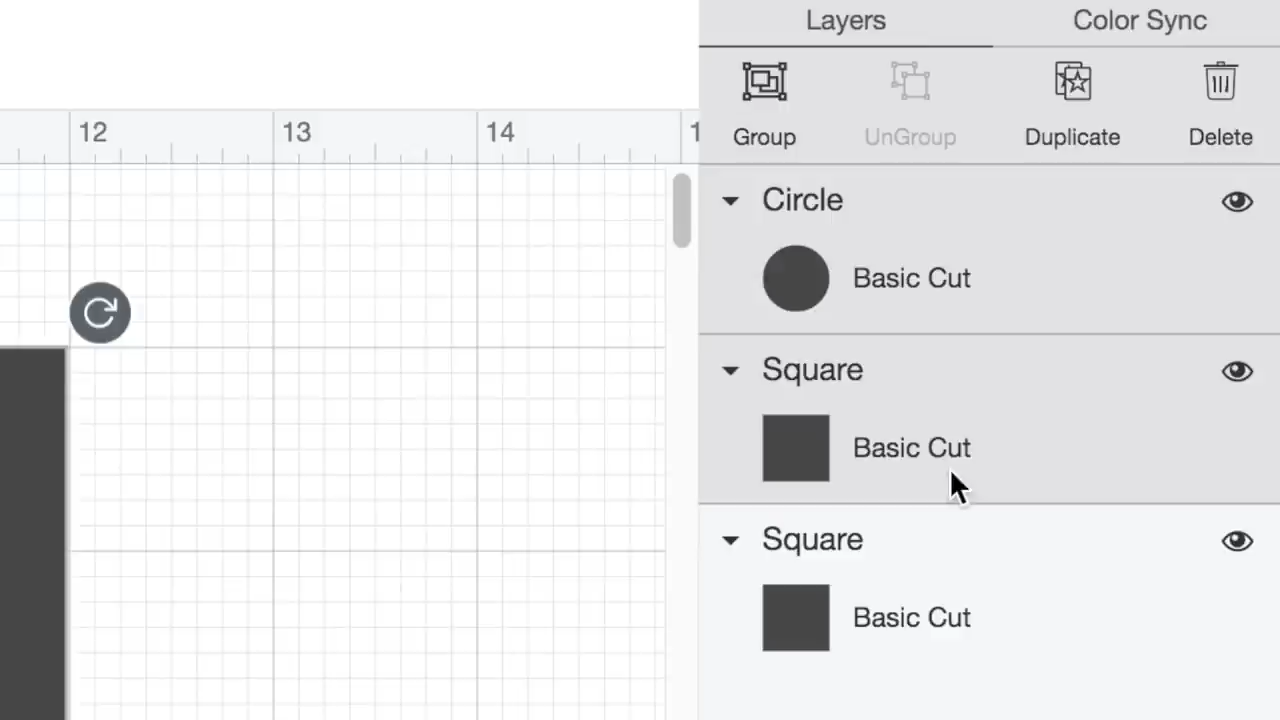 Layers Color Sync
Group UnGroup Duplicate Delete
12 13 14
Circle
Basic Cut
Square
Basic Cut
Square
Basic Cut